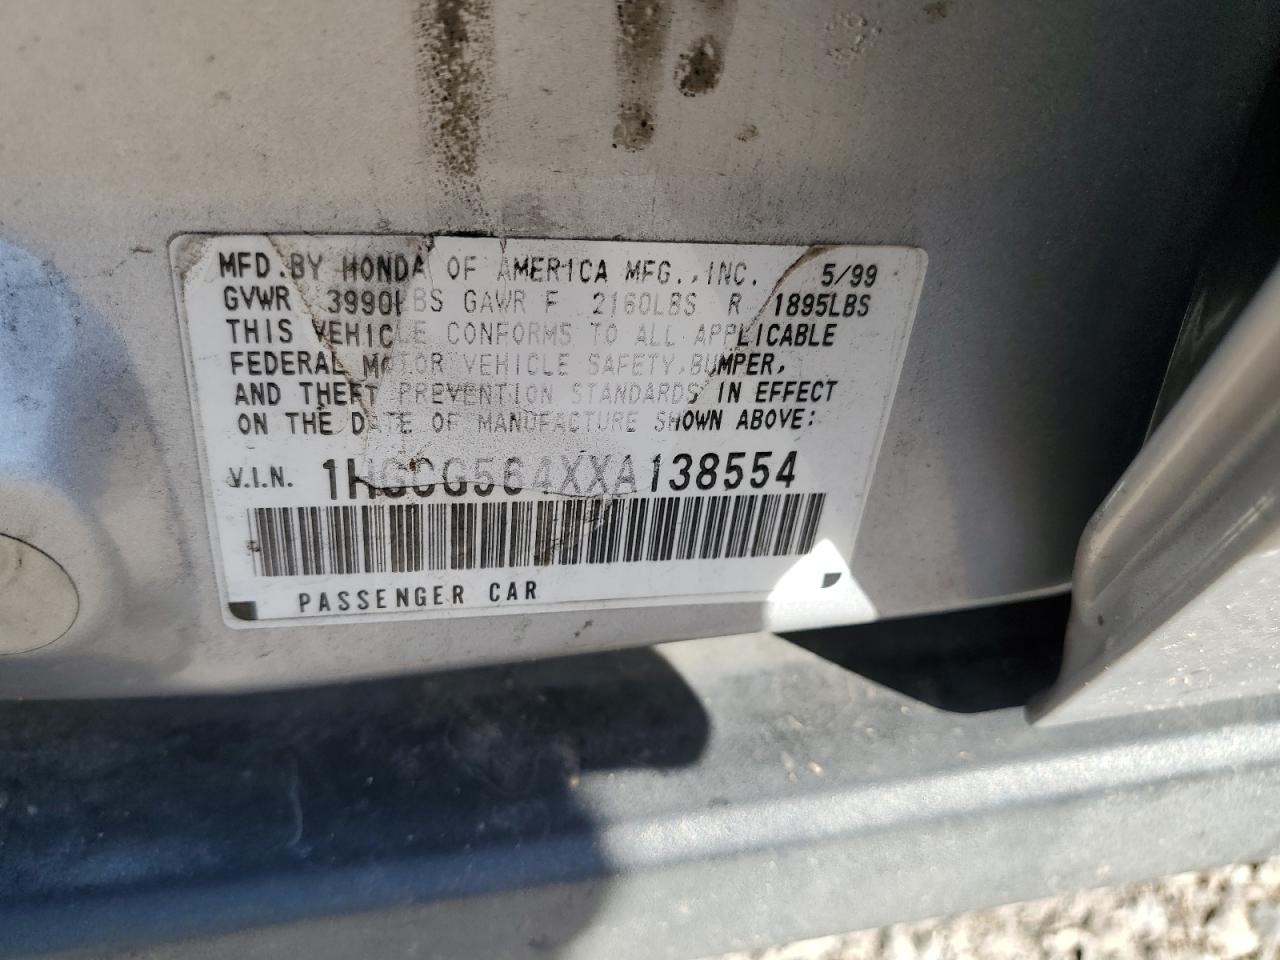 MFD.BY HONDA OF AMERICA MFG.,INC. 5/99
GVWR 3990LBS GAWR F 2160LBS R 1895LBS
THIS VEHICLE CONFORMS TO ALL APPLICABLE
FEDERAL MOTOR VEHICLE SAFETY,BUMPER,
AND THEFT PREVENTION STANDARDS IN EFFECT
ON THE DATE OF MANUFACTURE SHOWN ABOVE:
V.I.N. 1HGCG564XXA138554
PASSENGER CAR